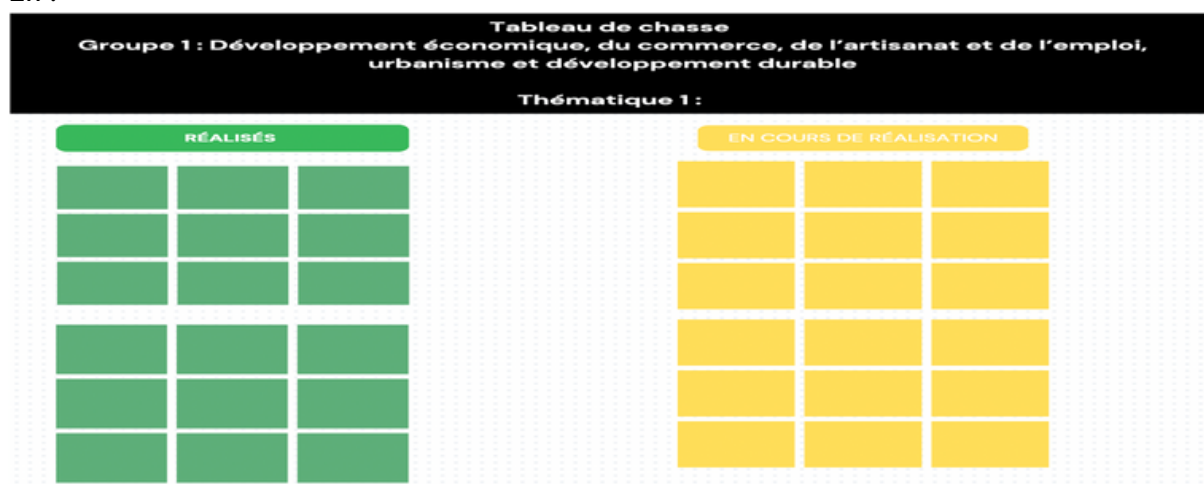 Tableau de chasse
Groupe 1 : Développement économique, du commerce, de l'artisanat et de l'emploi,
urbanisme et développement durable
Thématique 1 :
RÉALISÉS
EN COURS DE RÉALISATION